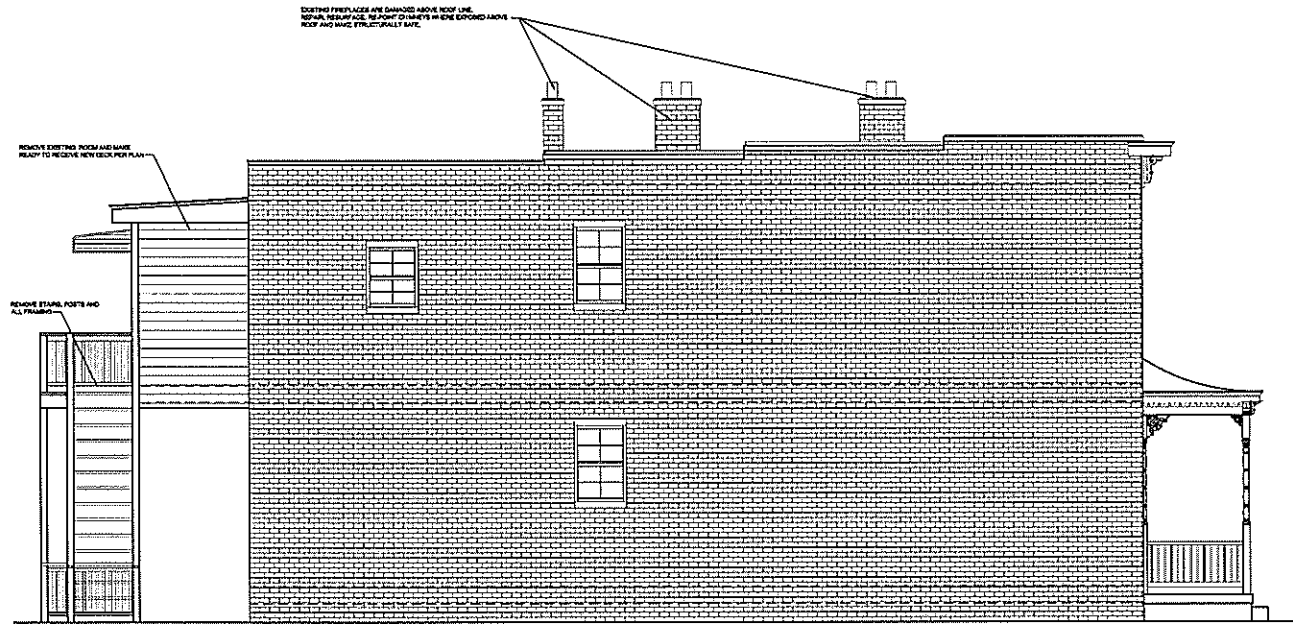 EXISTING FIREPLACES ARE DAMAGED ABOVE ROOF LINE.
REPAIR, RESURFACE, RE-POINT CHIMNEYS WHERE EXPOSED ABOVE
ROOF AND MAKE STRUCTURALLY SAFE.
REMOVE EXISTING ROOM AND MAKE
READY TO RECEIVE NEW DECK PER PLAN
REMOVE STAIRS, POSTS AND
ALL FRAMING